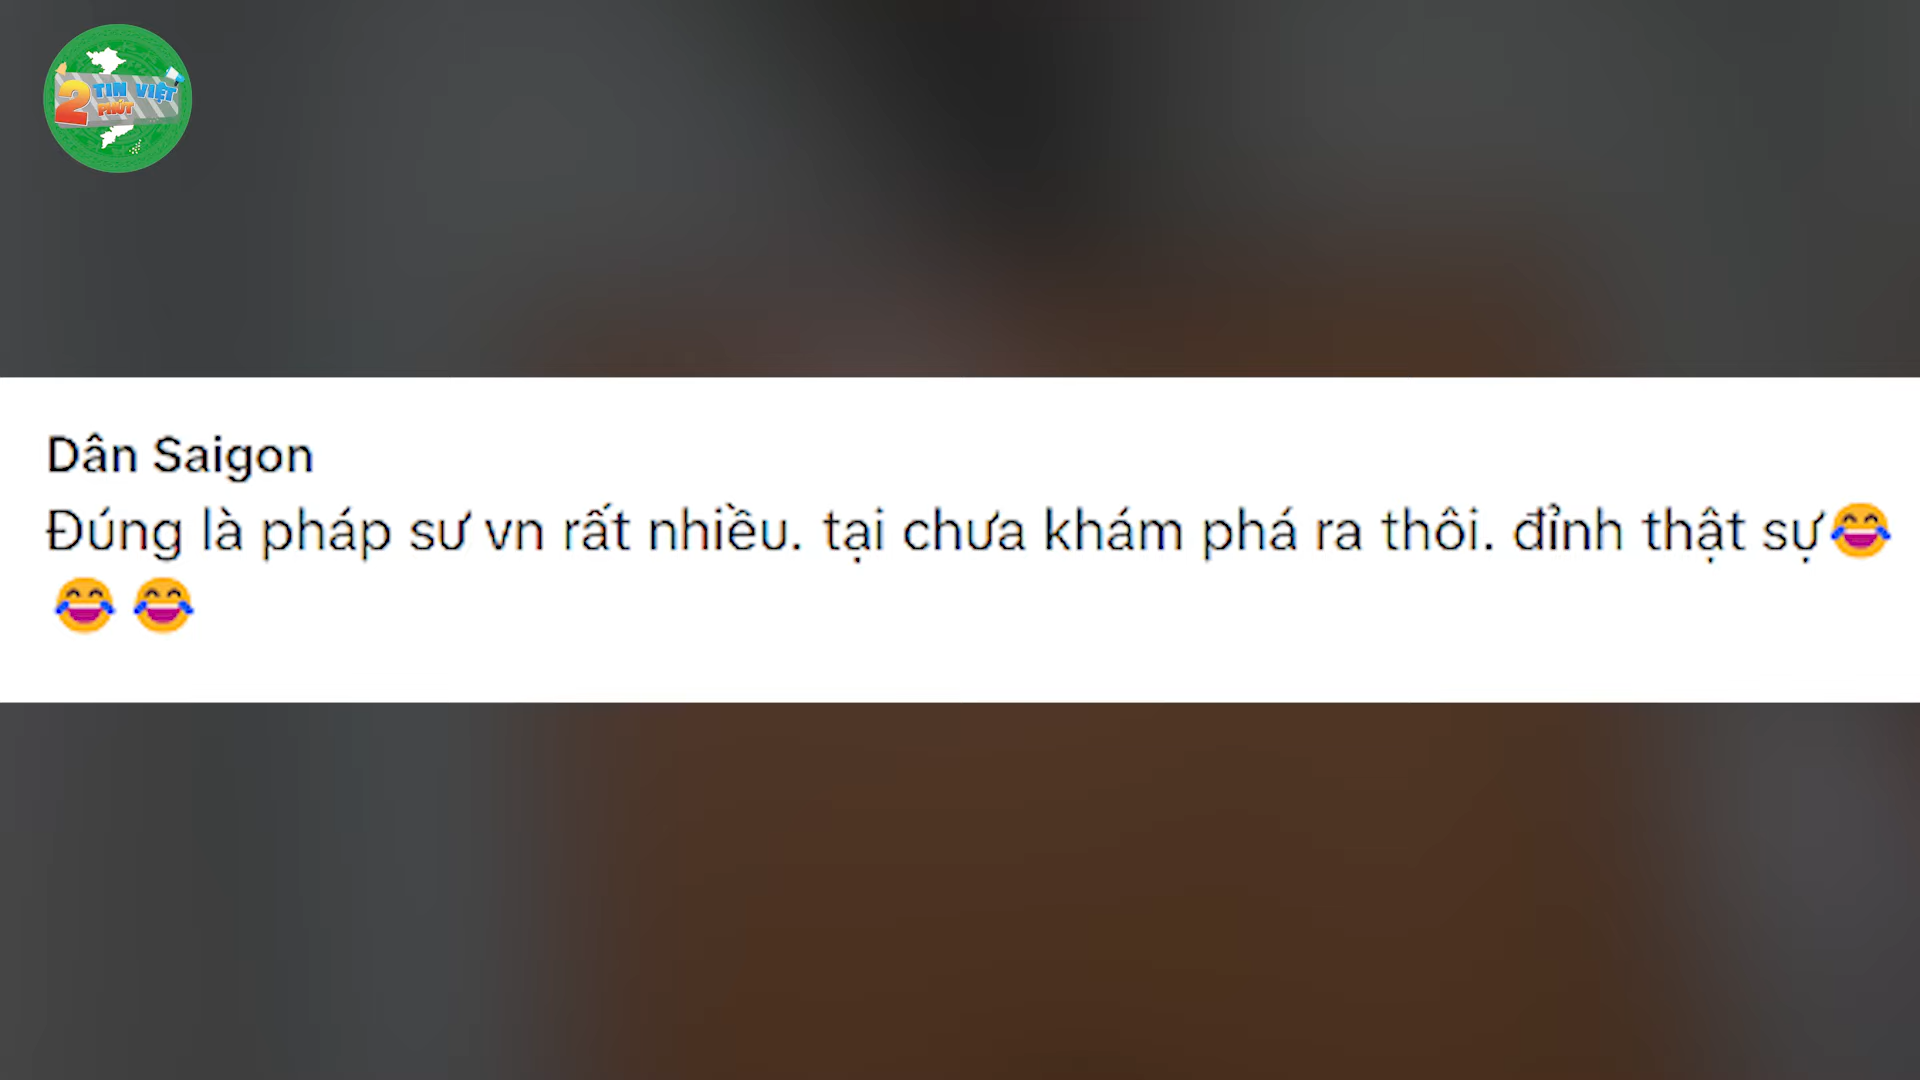 2
TIN VIỆT
PHÚT
Dân Saigon
Đúng là pháp sư vn rất nhiều. tại chưa khám phá ra thôi. đỉnh thật sự😂
😂 😂